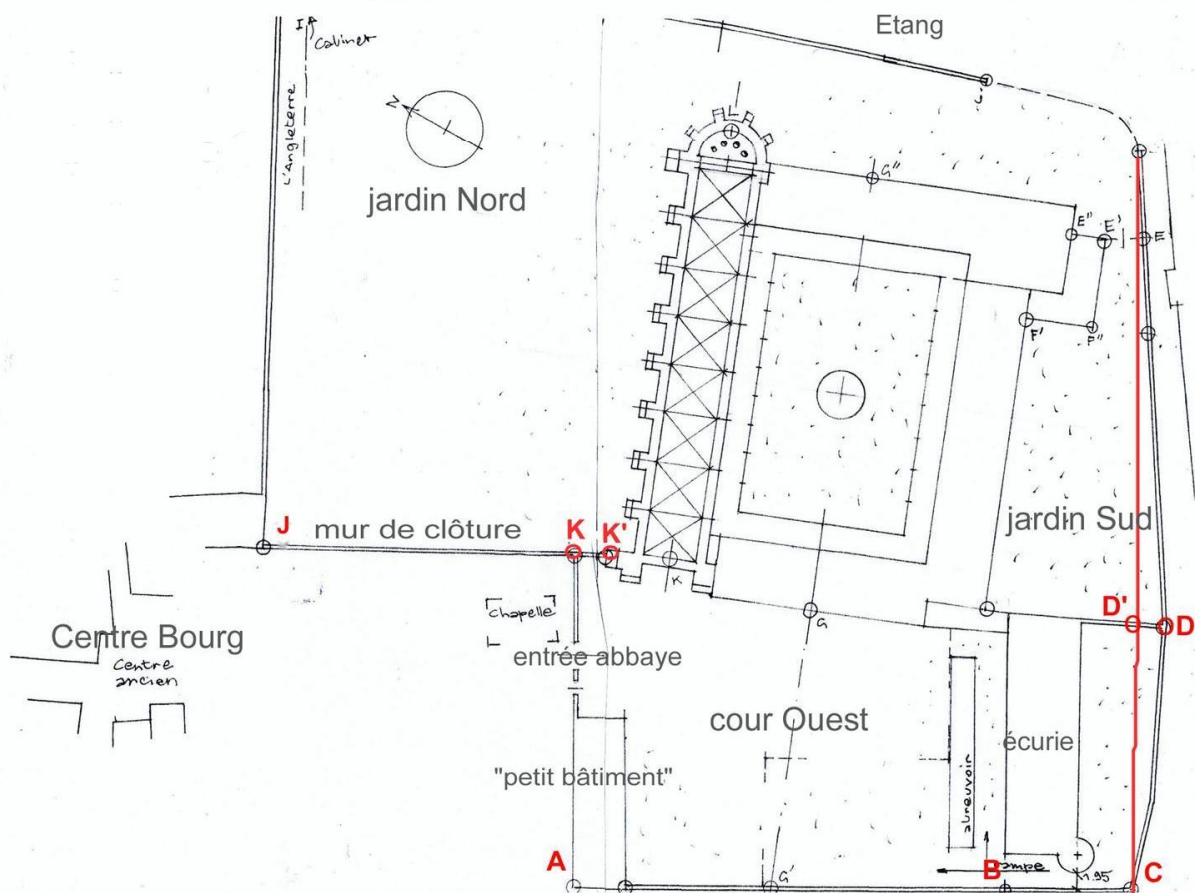 Etang
Cabinet
L'Angleterre
N
jardin Nord
L
G"
E"
E'
E
F'
F"
jardin Sud
J
mur de clôture
K
K'
K
D'
D
Chapelle
G
Centre Bourg
Centre
ancien
entrée abbaye
cour Ouest
écurie
"petit bâtiment"
abreuvoir
A
G'
B
rampe
1.95
C